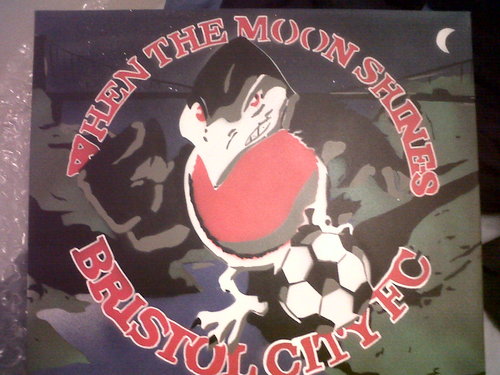 WHEN THE MOON SHINES
BRISTOL CITY FC